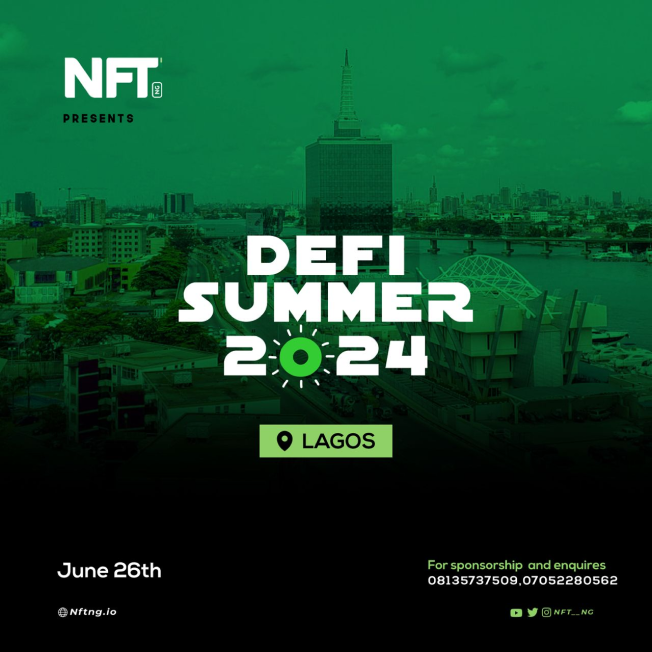 NFT
NG
PRESENTS
DEFI
SUMMER
2024
LAGOS
June 26th
For sponsorship and enquires
08135737509,07052280562
Nftng.io
NFT__NG